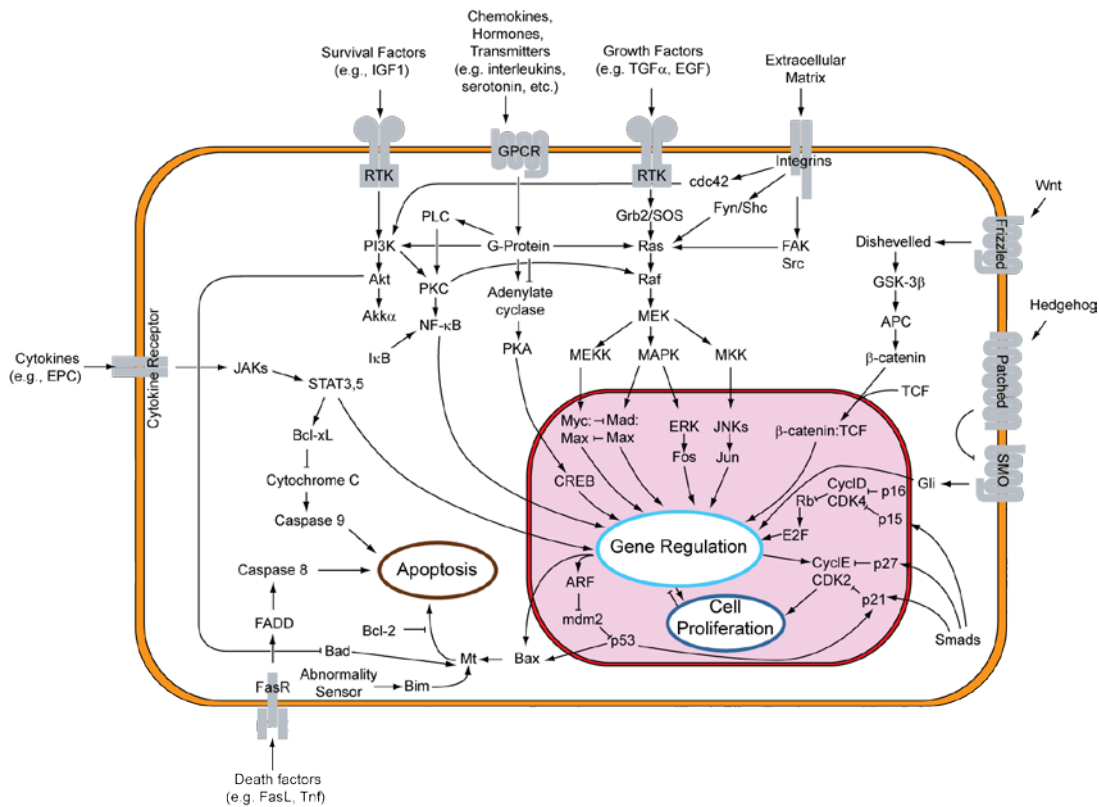 Chemokines,
Hormones,
Transmitters
(e.g. interleukins,
serotonin, etc.)
Survival Factors
(e.g., IGF1)
Growth Factors
(e.g. TGFα, EGF)
Extracellular
Matrix
GPCR
RTK
RTK
Integrins
cdc42
Wnt
Frizzled
Grb2/SOS
Fyn/Shc
PLC
Dishevelled
PI3K
G-Protein
Ras
FAK
Src
Akt
PKC
Adenylate
cyclase
Raf
GSK-3β
Hedgehog
Akkα
NF-κB
MEK
APC
IκB
PKA
MEKK
MAPK
MKK
β-catenin
Patched
Cytokines
(e.g., EPC)
Cytokine Receptor
JAKs
STAT3,5
TCF
Myc:
Max
Mad:
Max
ERK
JNKs
β-catenin:TCF
Bcl-xL
Fos
Jun
SMO
Cytochrome C
CREB
Gli
CyclD
CDK4
p16
Rb
p15
Caspase 9
E2F
Gene Regulation
Apoptosis
Caspase 8
ARF
CyclE
CDK2
p27
p21
FADD
mdm2
Cell
Proliferation
Bcl-2
p53
Smads
Bad
Mt
Bax
FasR
Abnormality
Sensor
Bim
Death factors
(e.g. FasL, Tnf)